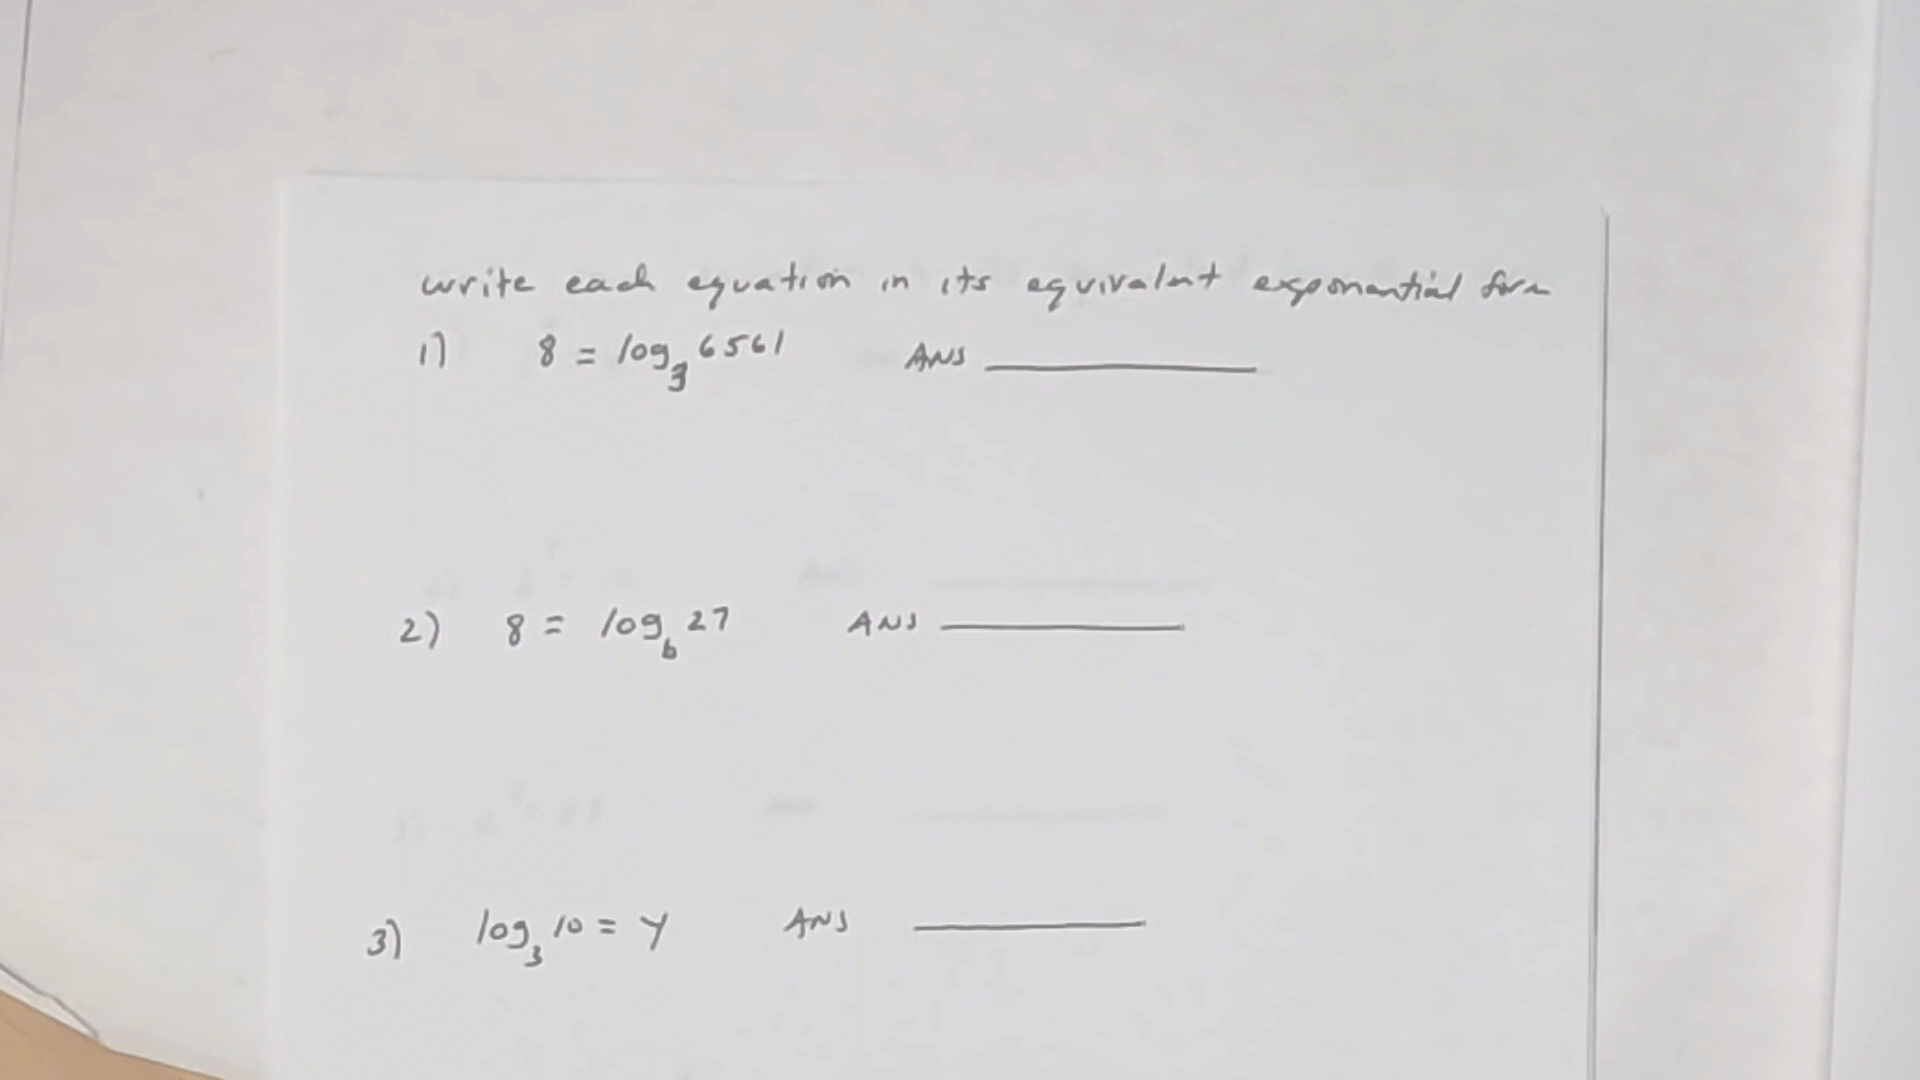 write each equation in its equivalent exponential form
1) 8 = log₃ 6561 ANS
2) 8 = log_b 27 ANS
3) log₃ 10 = Y ANS